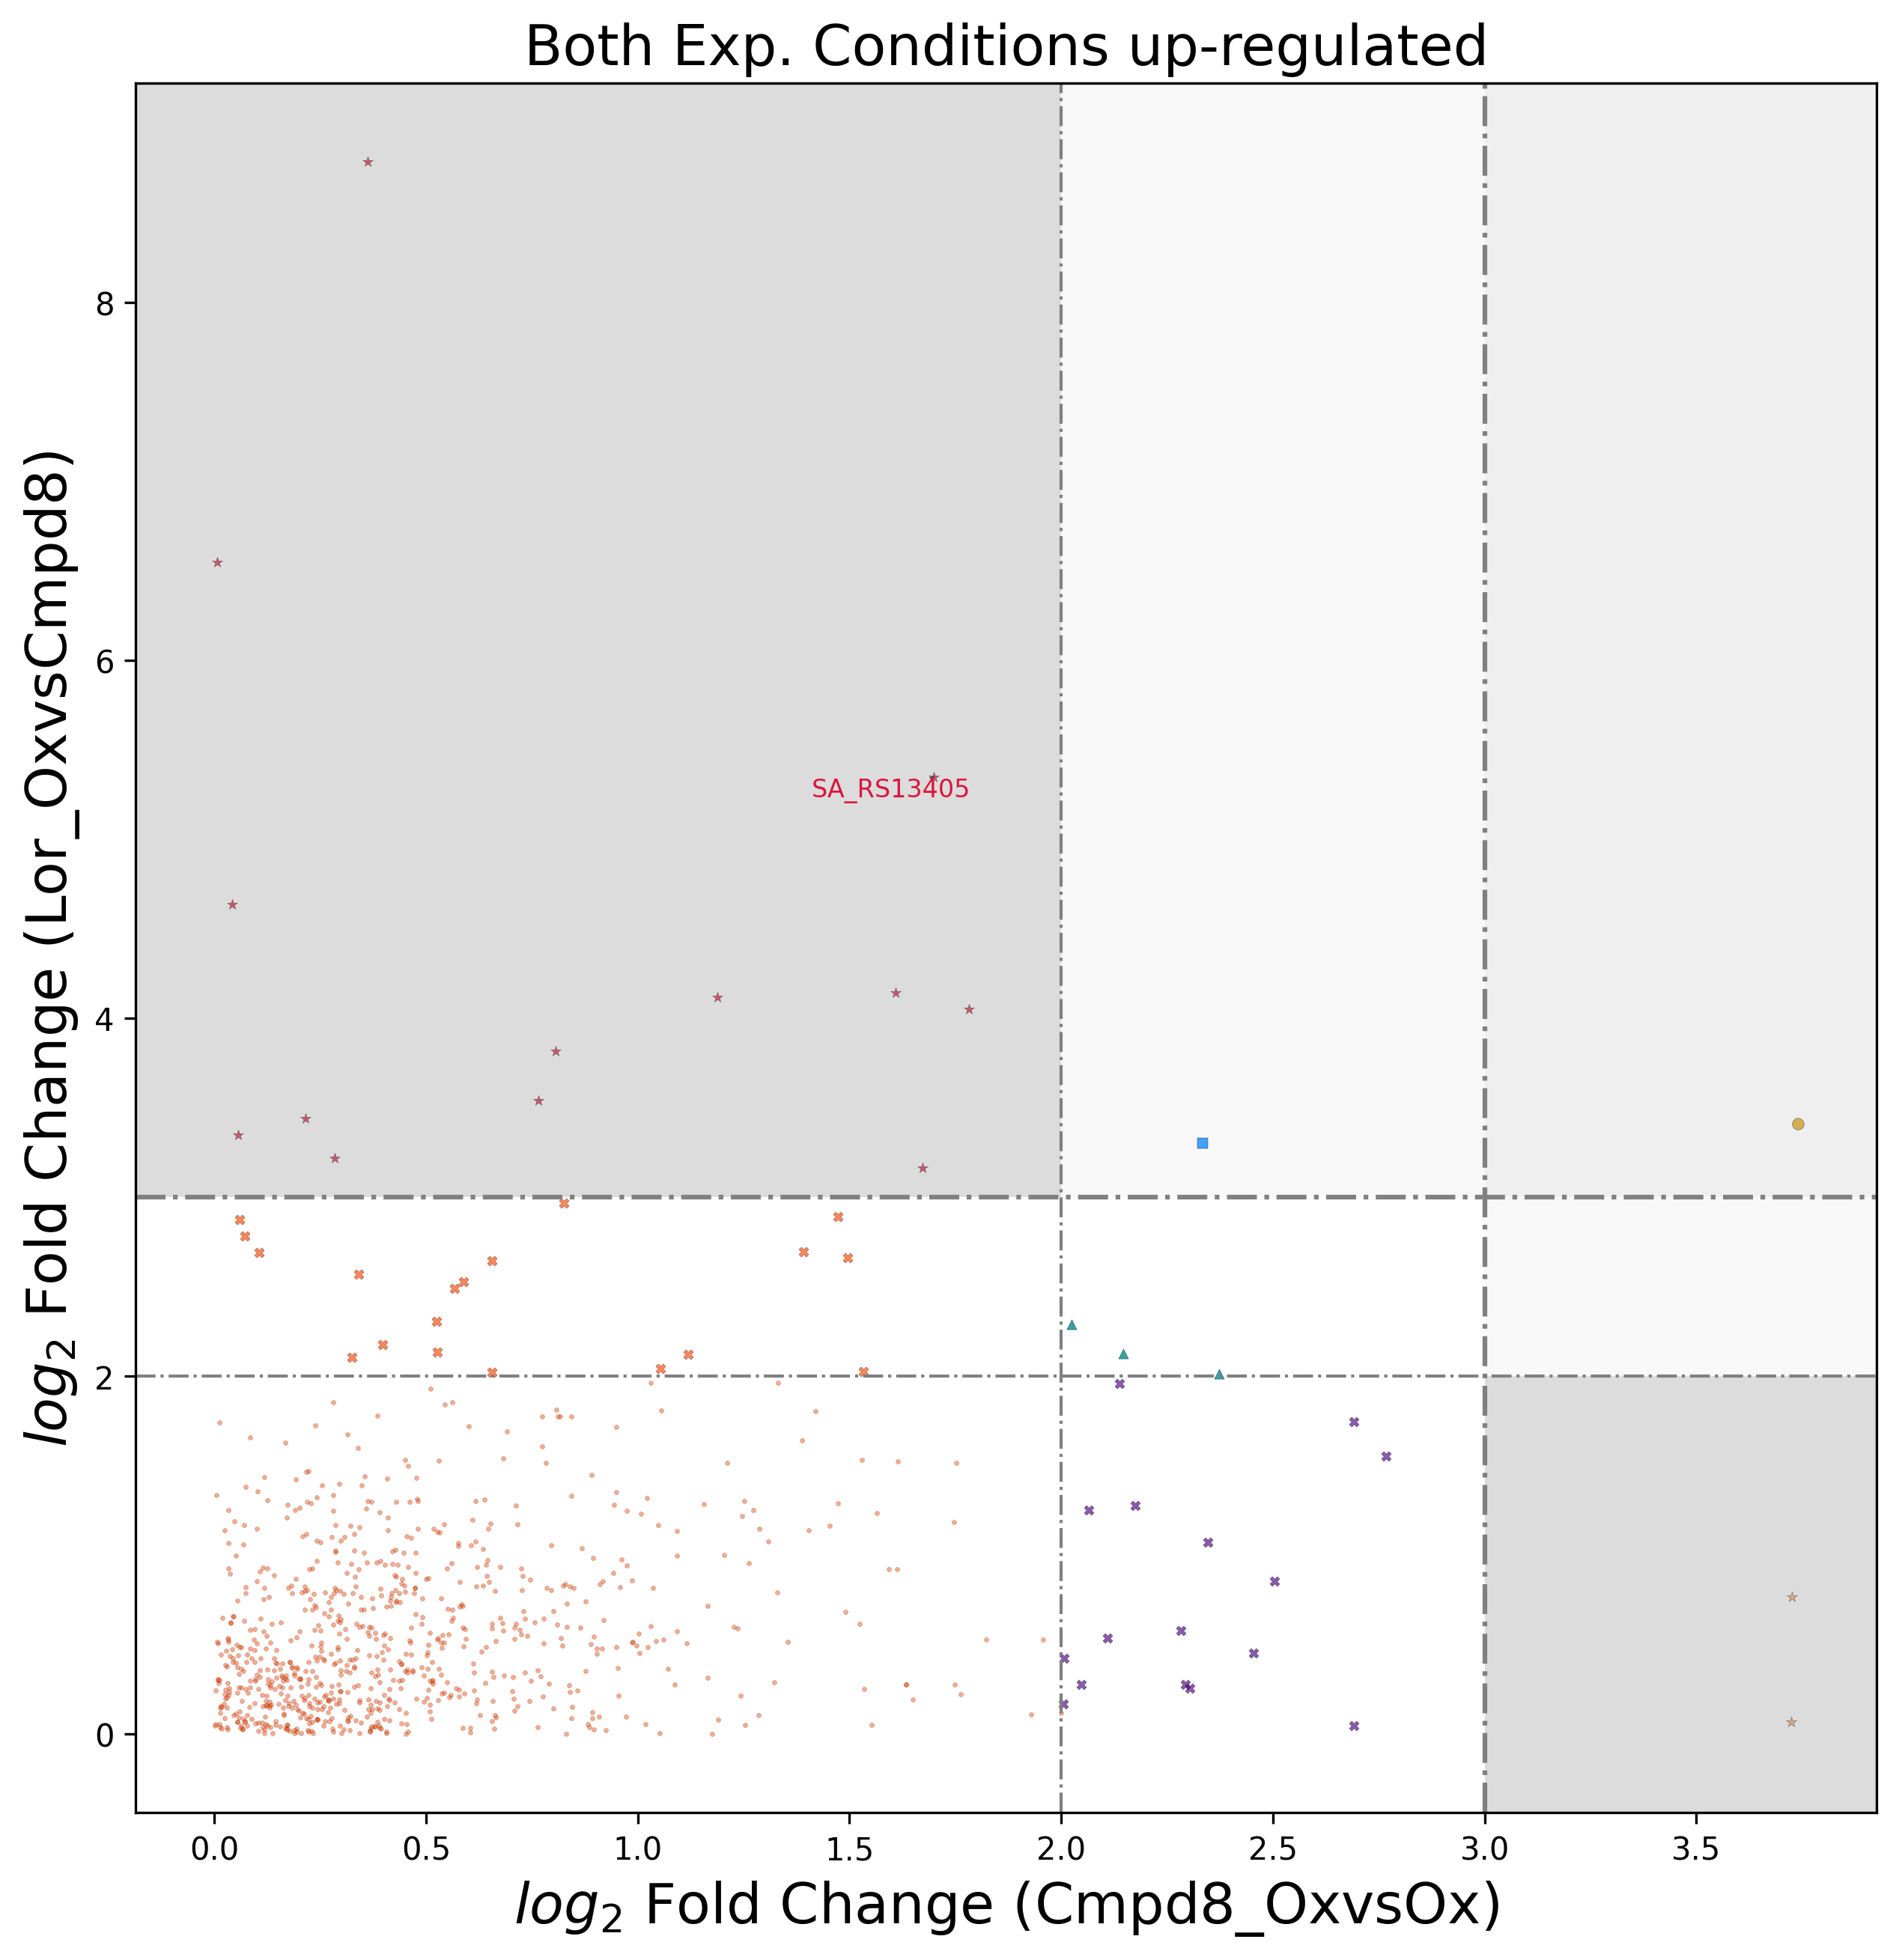 Both Exp. Conditions up-regulated
log2 Fold Change (Lor_OxvsCmpd8)
8
6
4
2
0
SA_RS13405
0.0 0.5 1.0 1.5 2.0 2.5 3.0 3.5
log2 Fold Change (Cmpd8_OxvsOx)